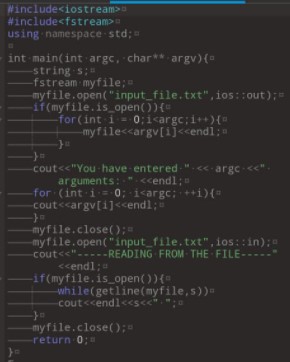 #include<iostream>
#include<fstream>
using namespace std;
int main(int argc, char** argv){
string s;
fstream myfile;
myfile.open("input_file.txt",ios::out);
if(myfile.is_open()){
for(int i = 0;i<argc;i++){
myfile<<argv[i]<<endl;
}
}
cout<<"You have entered " << argc <<"
arguments: " <<endl;
for (int i = 0; i<argc; ++i){
cout<<argv[i]<<endl;
}
myfile.close();
myfile.open("input_file.txt",ios::in);
cout<<"-----READING FROM THE FILE-----"
<<endl;
if(myfile.is_open()){
while(getline(myfile,s))
cout<<endl<<s<<" ";
}
myfile.close();
return 0;
}